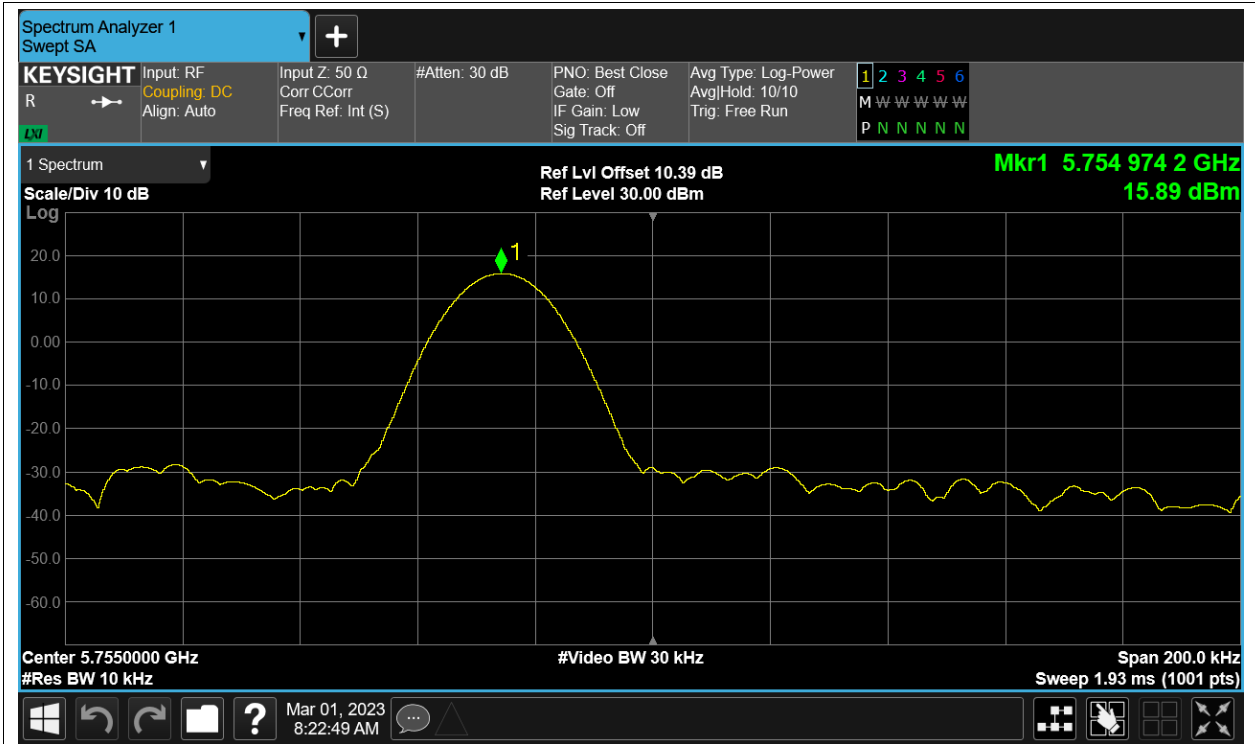 Spectrum Analyzer 1
Swept SA
KEYSIGHT
R
LXI
Input: RF
Coupling: DC
Align: Auto
Input Z: 50 Ω
Corr CCorr
Freq Ref: Int (S)
#Atten: 30 dB
PNO: Best Close
Gate: Off
IF Gain: Low
Sig Track: Off
Avg Type: Log-Power
Avg|Hold: 10/10
Trig: Free Run
1 2 3 4 5 6
M W W W W W W
P N N N N N N
1 Spectrum
Scale/Div 10 dB
Ref Lvl Offset 10.39 dB
Ref Level 30.00 dBm
Mkr1 5.754 974 2 GHz
15.89 dBm
Log
1
20.0
10.0
0.00
-10.0
-20.0
-30.0
-40.0
-50.0
-60.0
Center 5.7550000 GHz
#Video BW 30 kHz
Span 200.0 kHz
#Res BW 10 kHz
Sweep 1.93 ms (1001 pts)
?
Mar 01, 2023
8:22:49 AM